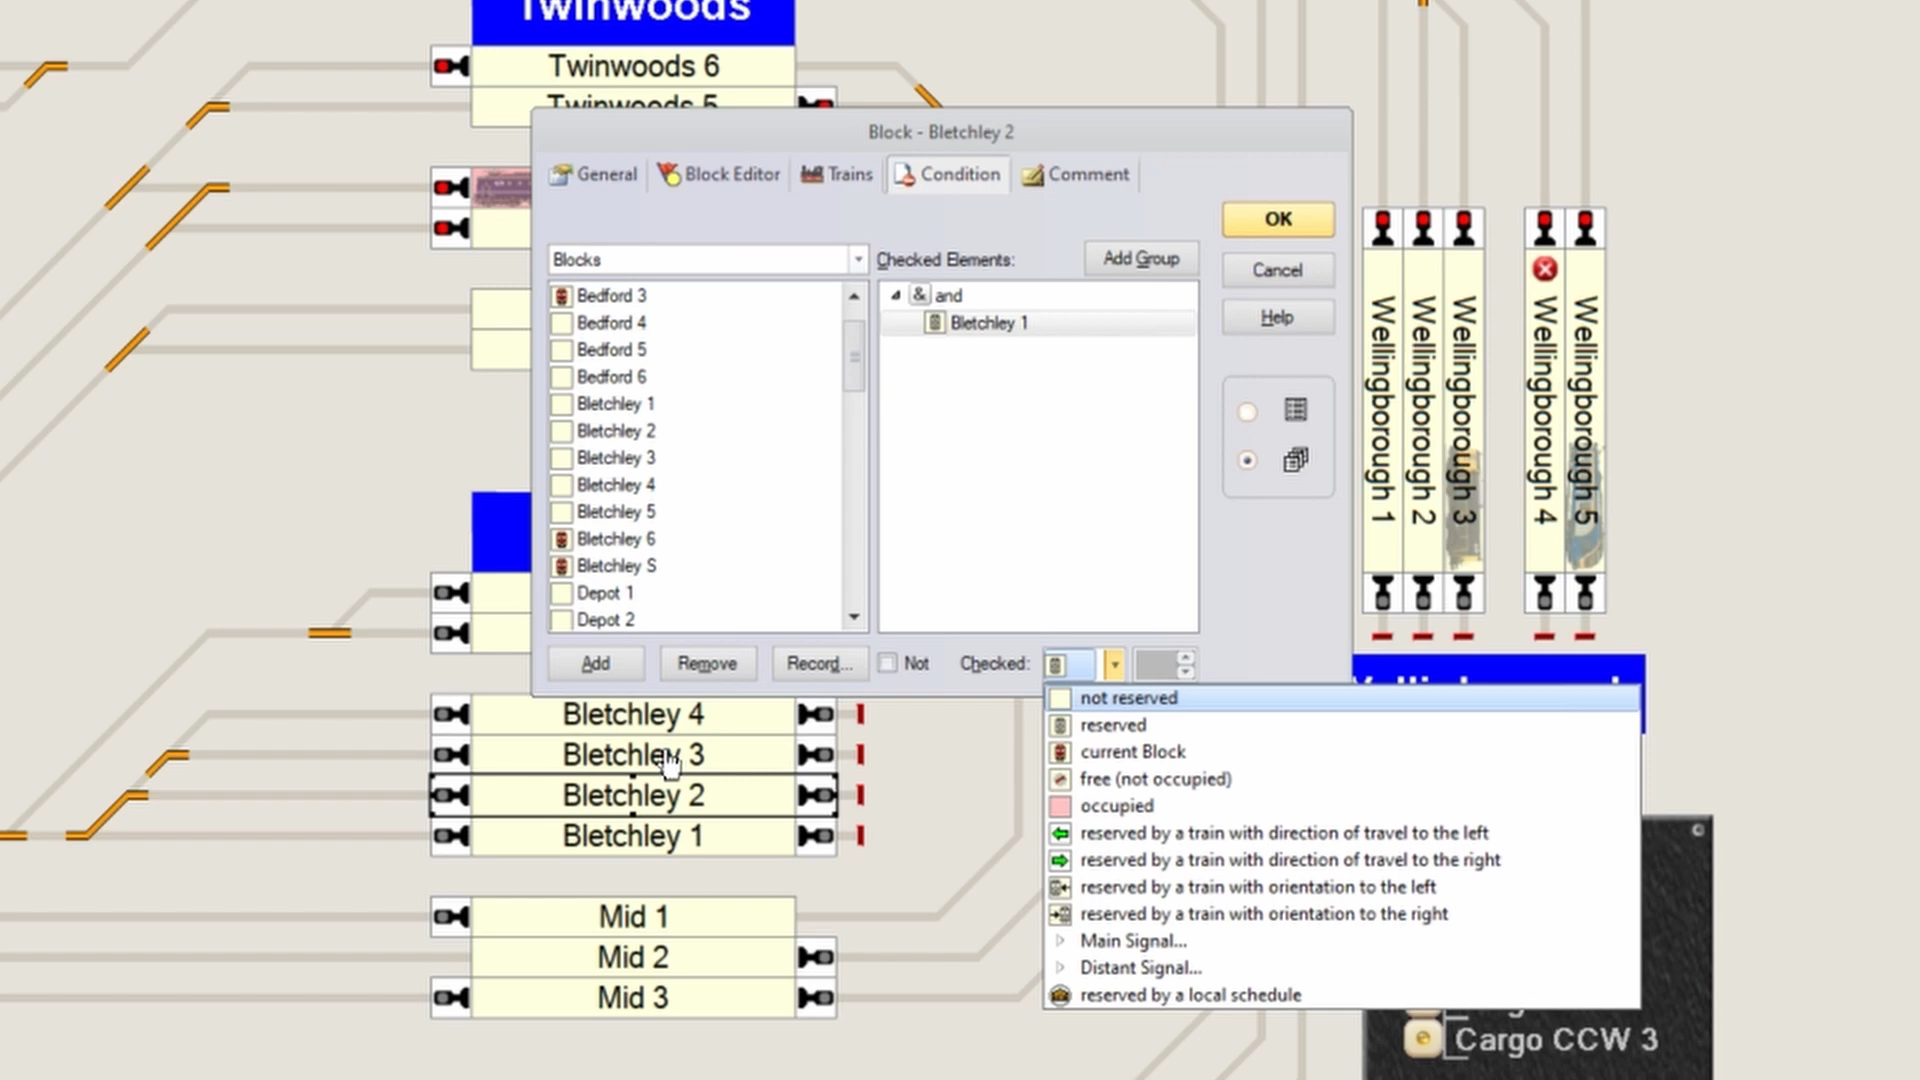 Twinwoods
Twinwoods 6
Twinwoods 5
Block - Bletchley 2
General
Block Editor
Trains
Condition
Comment
OK
Blocks
Checked Elements:
Add Group
Cancel
Help
Bedford 3
Bedford 4
Bedford 5
Bedford 6
Bletchley 1
Bletchley 2
Bletchley 3
Bletchley 4
Bletchley 5
Bletchley 6
Bletchley S
Depot 1
Depot 2
& and
Bletchley 1
Add
Remove
Record...
Not
Checked:
not reserved
reserved
current Block
free (not occupied)
occupied
reserved by a train with direction of travel to the left
reserved by a train with direction of travel to the right
reserved by a train with orientation to the left
reserved by a train with orientation to the right
Main Signal...
Distant Signal...
reserved by a local schedule
Wellingborough 1
Wellingborough 2
Wellingborough 3
Wellingborough 4
Wellingborough 5
Bletchley 4
Bletchley 3
Bletchley 2
Bletchley 1
Mid 1
Mid 2
Mid 3
Cargo CCW 3